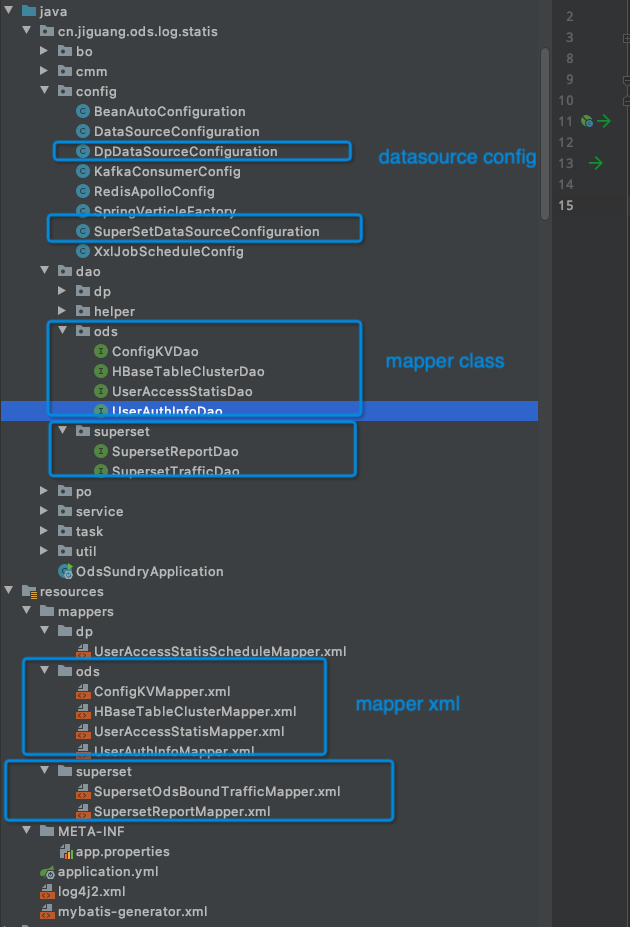 java
2
cn.jiguang.ods.log.statis
3
bo
8
cmm
9
config
10
BeanAutoConfiguration
11
DataSourceConfiguration
12
DpDataSourceConfiguration
datasource config
13
KafkaConsumerConfig
14
RedisApolloConfig
15
SpringVerticleFactory
SuperSetDataSourceConfiguration
XxlJobScheduleConfig
dao
dp
helper
ods
ConfigKVDao
mapper class
HBaseTableClusterDao
UserAccessStatisDao
UserAuthInfoDao
superset
SupersetReportDao
SupersetTrafficDao
po
service
task
util
OdsSundryApplication
resources
mappers
dp
UserAccessStatisScheduleMapper.xml
ods
ConfigKVMapper.xml
mapper xml
HBaseTableClusterMapper.xml
UserAccessStatisMapper.xml
UserAuthInfoMapper.xml
superset
SupersetOdsBoundTrafficMapper.xml
SupersetReportMapper.xml
META-INF
app.properties
application.yml
log4j2.xml
mybatis-generator.xml